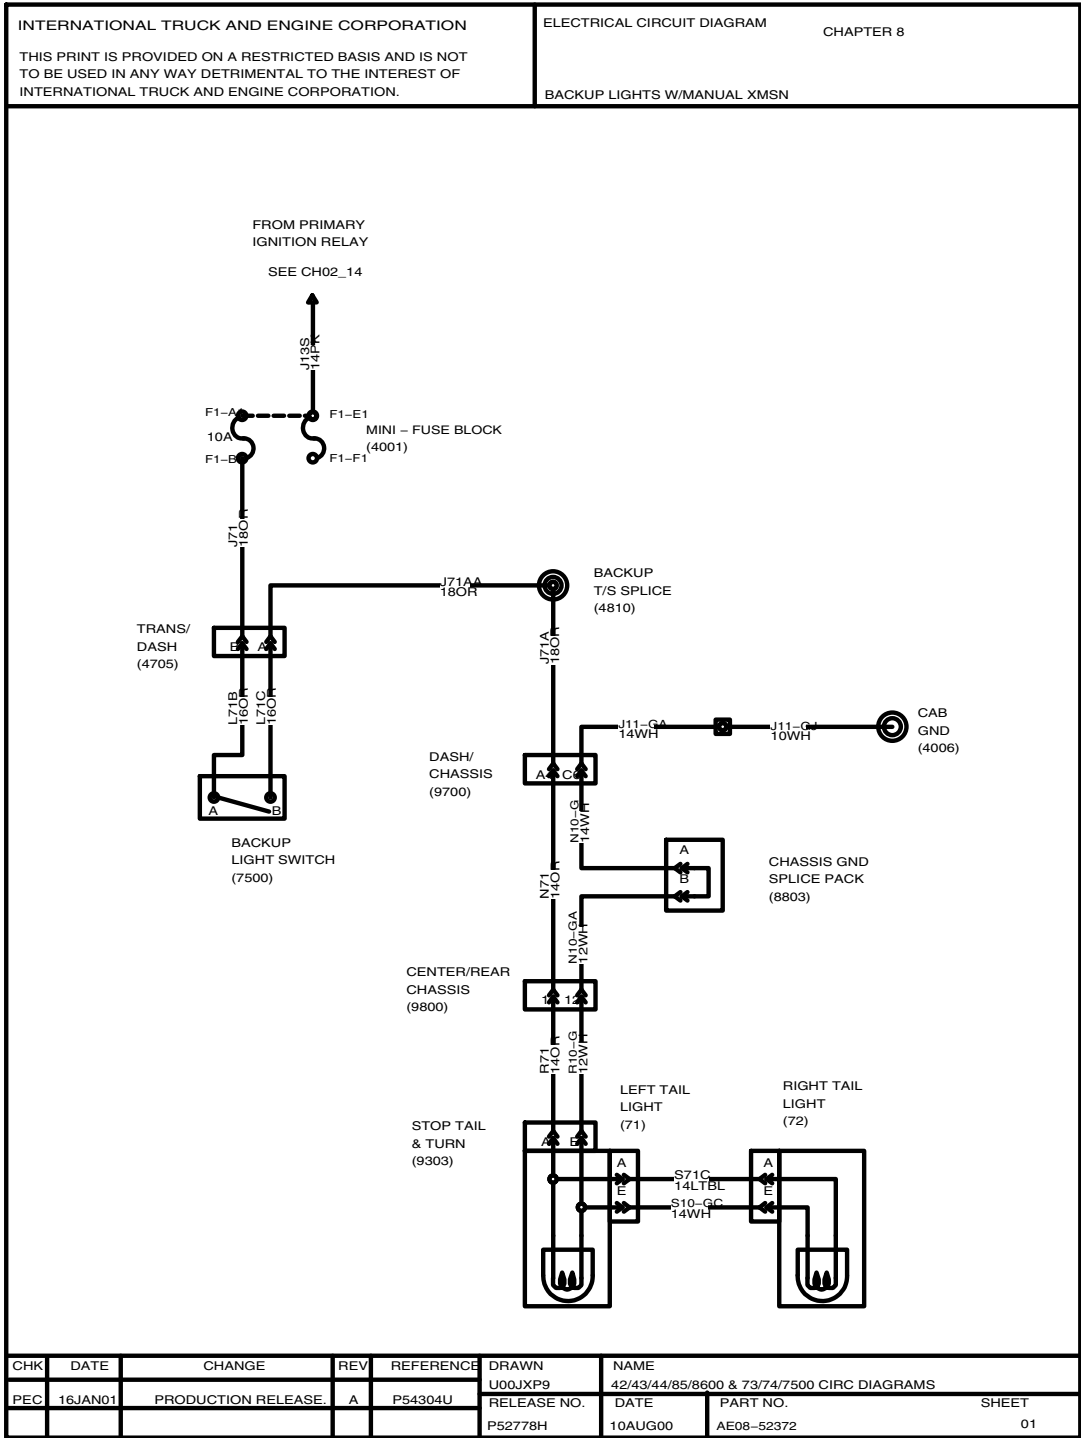 INTERNATIONAL TRUCK AND ENGINE CORPORATION
THIS PRINT IS PROVIDED ON A RESTRICTED BASIS AND IS NOT
TO BE USED IN ANY WAY DETRIMENTAL TO THE INTEREST OF
INTERNATIONAL TRUCK AND ENGINE CORPORATION.
ELECTRICAL CIRCUIT DIAGRAM
CHAPTER 8
BACKUP LIGHTS W/MANUAL XMSN
FROM PRIMARY
IGNITION RELAY
SEE CH02_14
J13S
14PK
F1-A
F1-E1
10A
MINI - FUSE BLOCK
(4001)
F1-B
F1-F1
J71
18OR
J71AA
18OR
BACKUP
T/S SPLICE
(4810)
TRANS/
DASH
(4705)
B A
J71A
18OR
L71B
16OR
L71C
16OR
J11-GA
14WH
J11-GJ
10WH
CAB
GND
(4006)
DASH/
CHASSIS
(9700)
A C
A B
BACKUP
LIGHT SWITCH
(7500)
N10-G
14WH
A
B
CHASSIS GND
SPLICE PACK
(8803)
N71
14OR
N10-GA
12WH
CENTER/REAR
CHASSIS
(9800)
1 12
R71
14OR
R10-G
12WH
LEFT TAIL
LIGHT
(71)
RIGHT TAIL
LIGHT
(72)
STOP TAIL
& TURN
(9303)
A E
A
E
S71C
14LTBL
S10-GC
14WH
A
E
CHK DATE CHANGE REV REFERENCE DRAWN NAME
U00JXP9 42/43/44/85/8600 & 73/74/7500 CIRC DIAGRAMS
PEC 16JAN01 PRODUCTION RELEASE. A P54304U RELEASE NO. DATE PART NO. SHEET
P52778H 10AUG00 AE08-52372 01